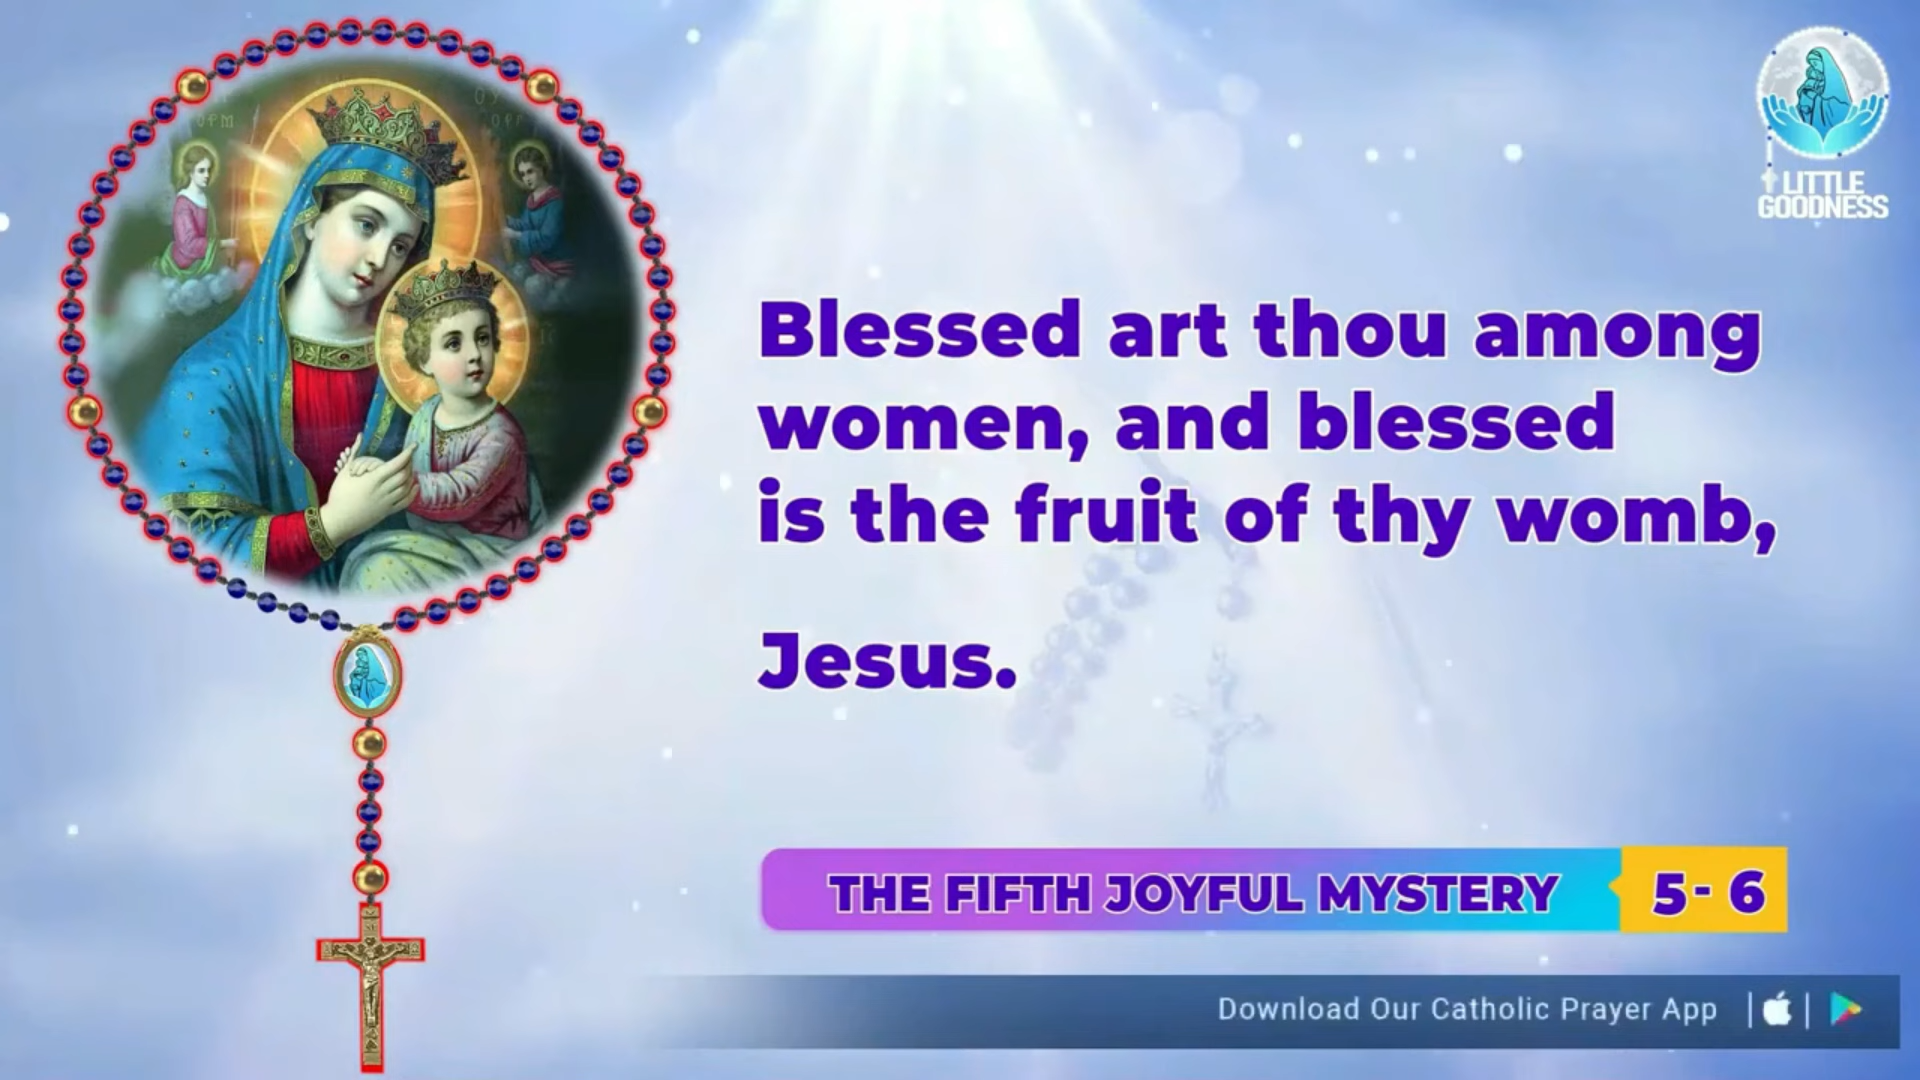 LITTLE
GOODNESS
Blessed art thou among
women, and blessed
is the fruit of thy womb,
Jesus.
THE FIFTH JOYFUL MYSTERY 5- 6
Download Our Catholic Prayer App